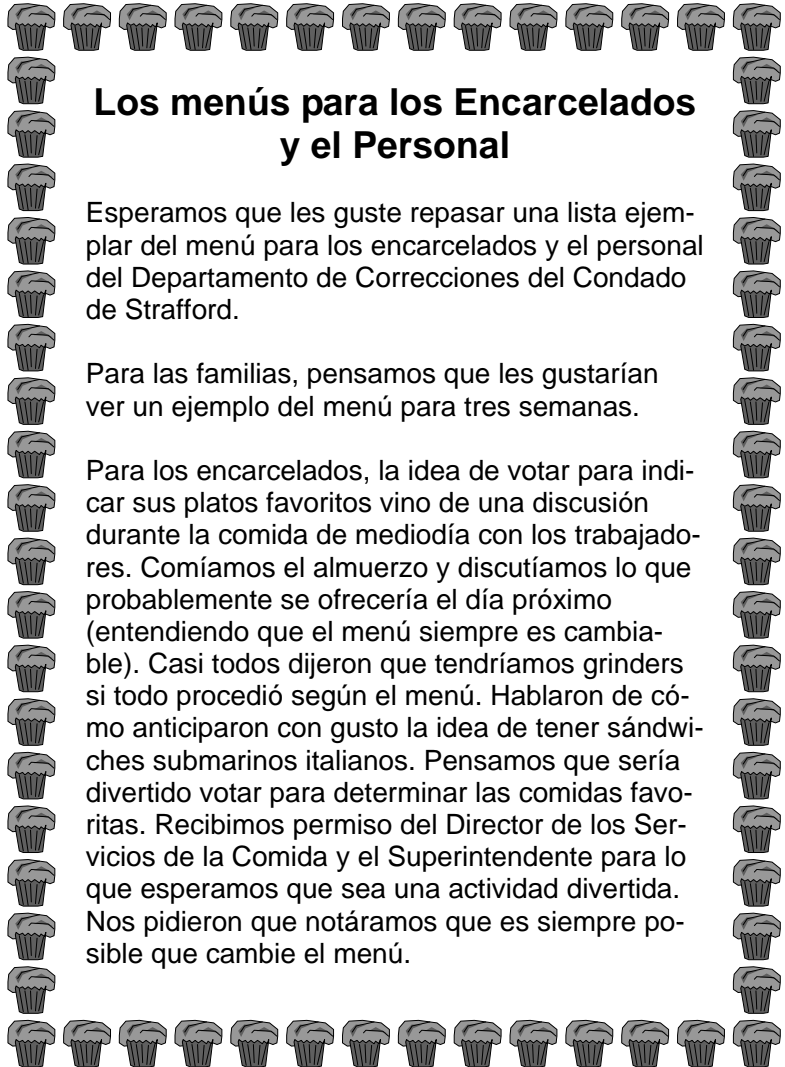 Los menús para los Encarcelados
y el Personal
Esperamos que les guste repasar una lista ejem-
plar del menú para los encarcelados y el personal
del Departamento de Correcciones del Condado
de Strafford.
Para las familias, pensamos que les gustarían
ver un ejemplo del menú para tres semanas.
Para los encarcelados, la idea de votar para indi-
car sus platos favoritos vino de una discusión
durante la comida de mediodía con los trabajado-
res. Comíamos el almuerzo y discutíamos lo que
probablemente se ofrecería el día próximo
(entendiendo que el menú siempre es cambia-
ble). Casi todos dijeron que tendríamos grinders
si todo procedió según el menú. Hablaron de có-
mo anticiparon con gusto la idea de tener sándwi-
ches submarinos italianos. Pensamos que sería
divertido votar para determinar las comidas favo-
ritas. Recibimos permiso del Director de los Ser-
vicios de la Comida y el Superintendente para lo
que esperamos que sea una actividad divertida.
Nos pidieron que notáramos que es siempre po-
sible que cambie el menú.